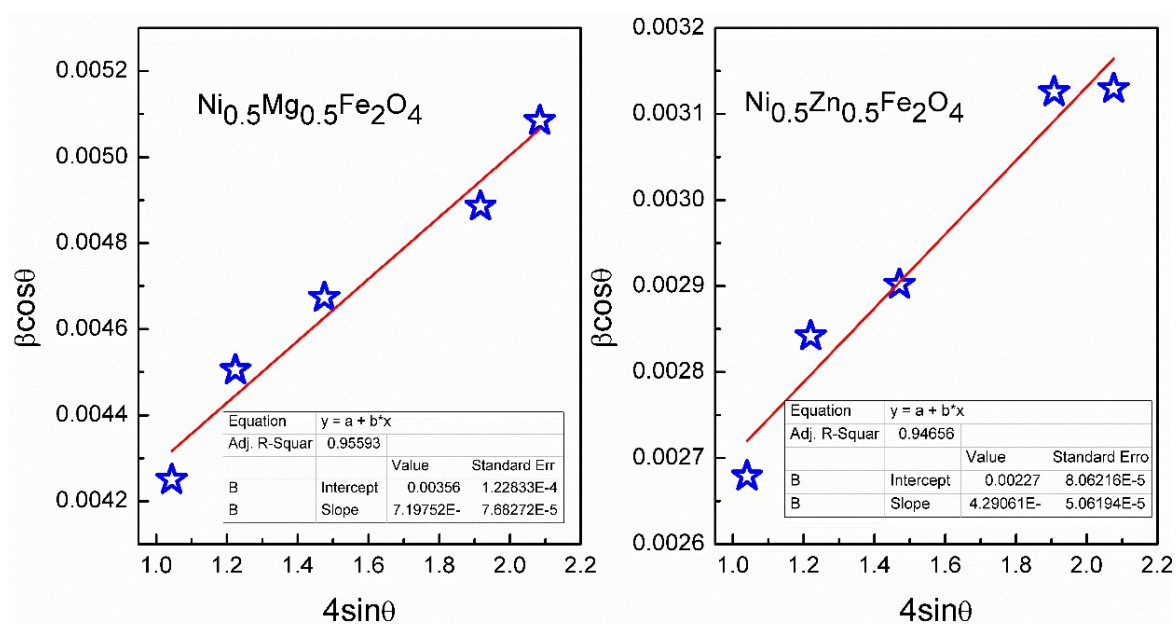 Ni0.5Mg0.5Fe2O4
βcosθ
0.0052
0.0050
0.0048
0.0046
0.0044
0.0042
Equation y = a + b*x
Adj. R-Squar 0.95593
Value Standard Err
B Intercept 0.00356 1.22833E-4
B Slope 7.19752E- 7.68272E-5
1.0 1.2 1.4 1.6 1.8 2.0 2.2
4sinθ
Ni0.5Zn0.5Fe2O4
βcosθ
0.0032
0.0031
0.0030
0.0029
0.0028
0.0027
0.0026
Equation y = a + b*x
Adj. R-Squar 0.94656
Value Standard Erro
B Intercept 0.00227 8.06216E-5
B Slope 4.29061E- 5.06194E-5
1.0 1.2 1.4 1.6 1.8 2.0 2.2
4sinθ